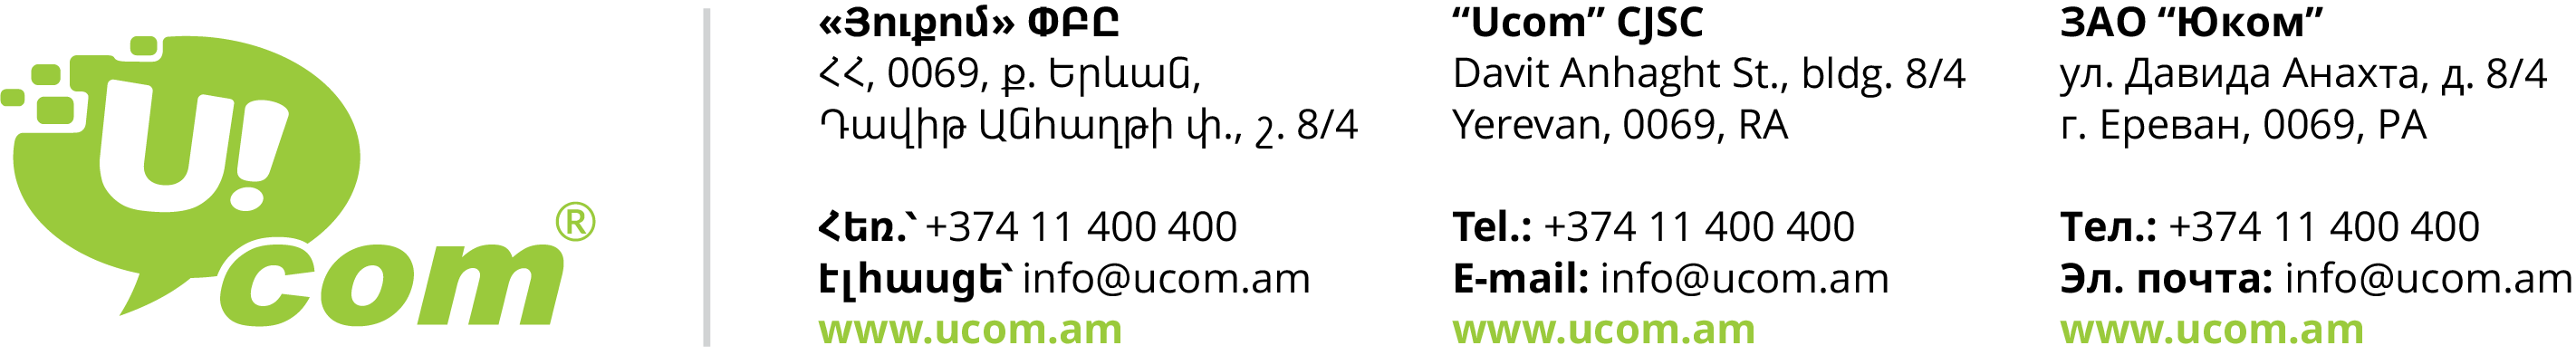 U!
com®
«Յուքոմ» ФԲԸ
ՀՀ, 0069, ք. Երևան,
Դավիթ Անհաղթի փ., շ. 8/4
Հեռ.՝ +374 11 400 400
Էլհասցե՝ info@ucom.am
www.ucom.am
“Ucom” CJSC
Davit Anhaght St., bldg. 8/4
Yerevan, 0069, RA
Tel.: +374 11 400 400
E-mail: info@ucom.am
www.ucom.am
ЗАО “Юком”
ул. Давида Анахта, д. 8/4
г. Ереван, 0069, РА
Тел.: +374 11 400 400
Эл. почта: info@ucom.am
www.ucom.am